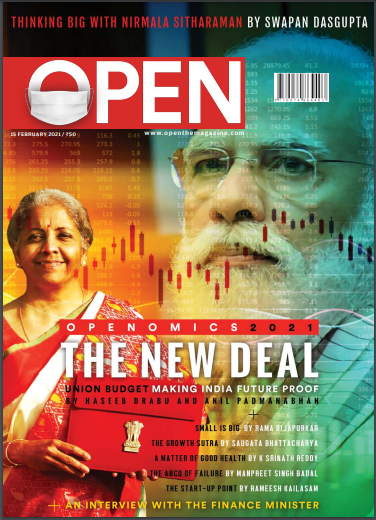 THINKING BIG WITH NIRMALA SITHARAMAN BY SWAPAN DASGUPTA
OPEN
15 FEBRUARY 2021 / ₹50
www.openthemagazine.com
OPENOMICS 2021
THE NEW DEAL
UNION BUDGET MAKING INDIA FUTURE PROOF
BY HASEEB DRABU AND ANIL PADMANABHAN
+
SMALL IS BIG BY RAMA BIJAPURKAR
THE GROWTH SUTRA BY SAUGATA BHATTACHARYA
A MATTER OF GOOD HEALTH BY K SRINATH REDDY
THE ABCD OF FAILURE BY MANPREET SINGH BADAL
THE START-UP POINT BY RAMEESH KAILASAM
+ AN INTERVIEW WITH THE FINANCE MINISTER